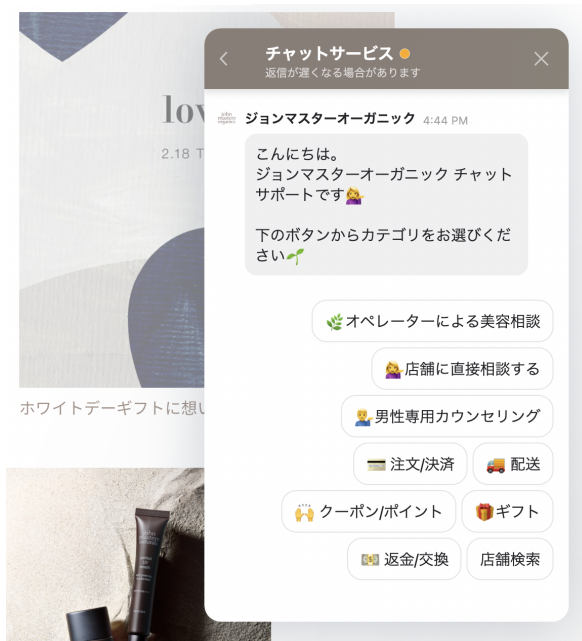 チャットサービス
返信が遅くなる場合があります
ジョンマスターオーガニック 4:44 PM
こんにちは。
ジョンマスターオーガニック チャット
サポートです💁‍♀️
下のボタンからカテゴリをお選びくだ
さい🌱
🌿オペレーターによる美容相談
💁‍♀️店舗に直接相談する
💁‍♂️男性専用カウンセリング
💳 注文/決済
🚚 配送
🙌 クーポン/ポイント
🎁ギフト
💴 返金/交換
店舗検索
lov
2.18 T
ホワイトデーギフトに想い